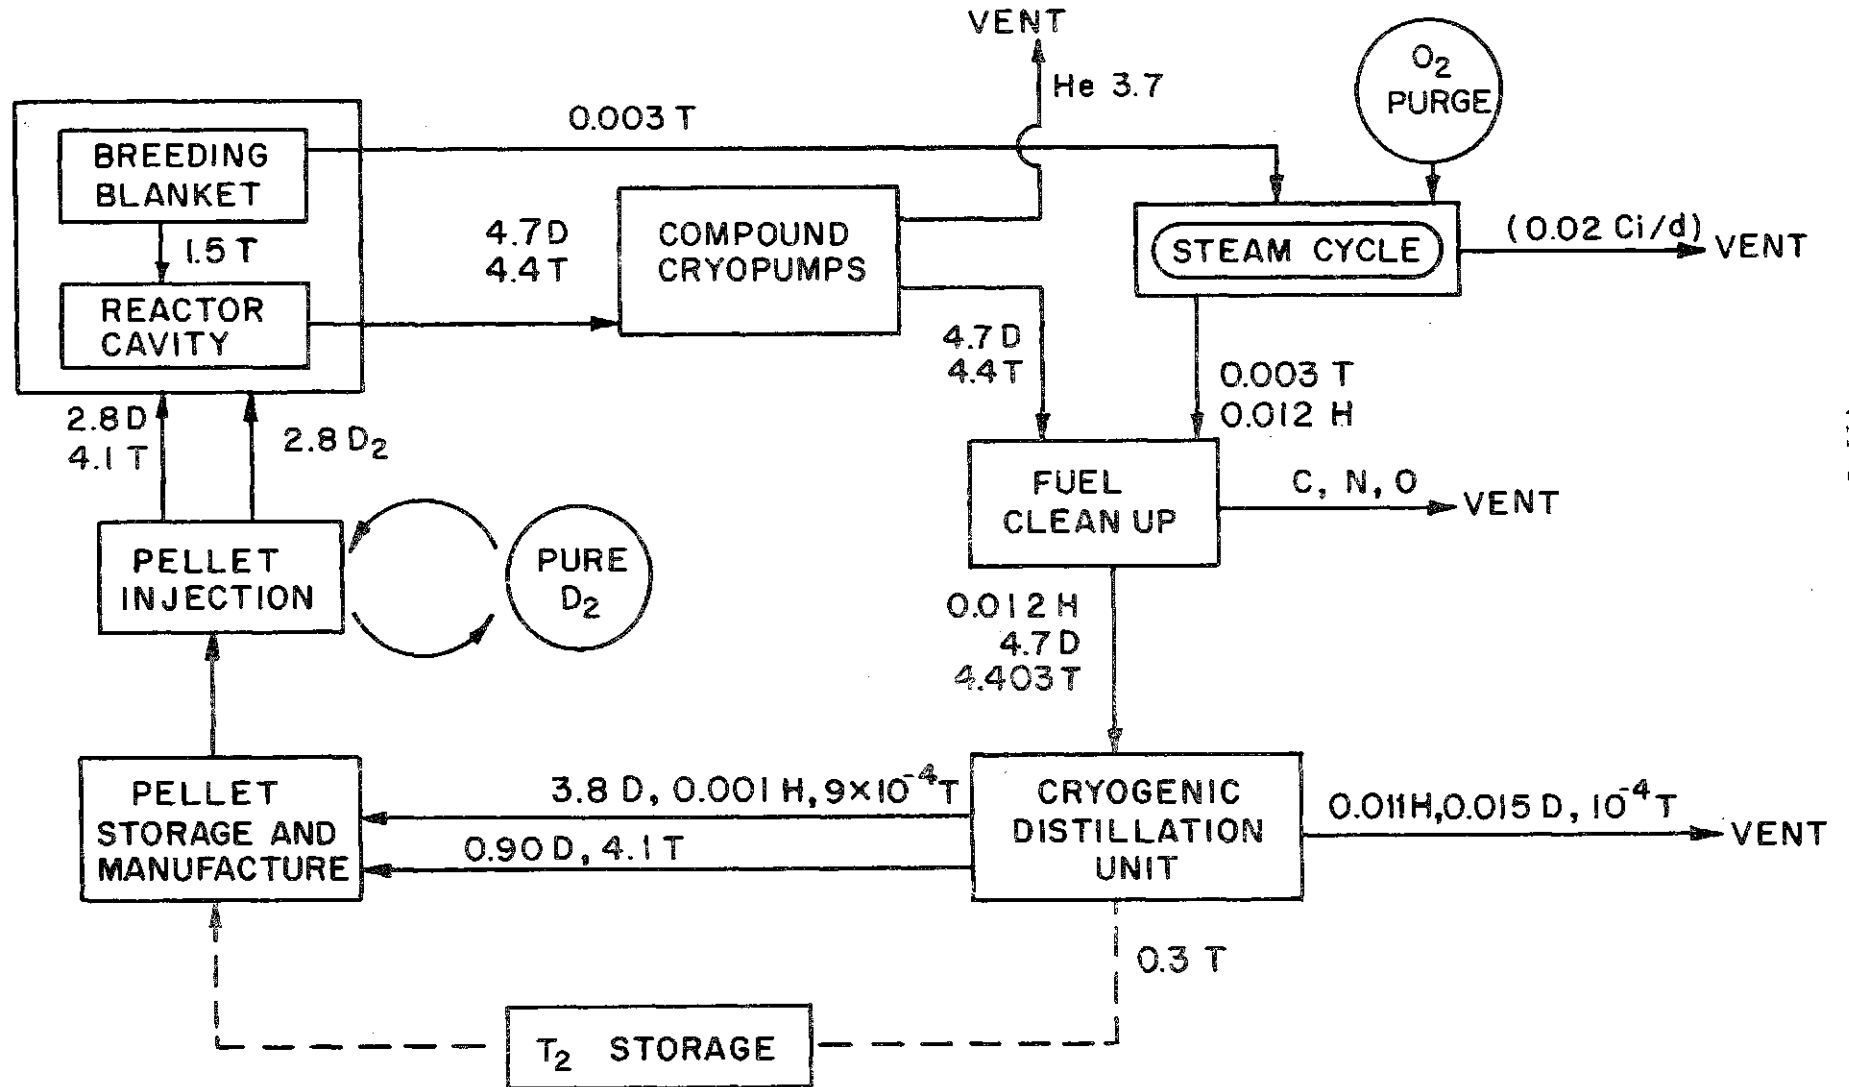 VENT
He 3.7
O₂
PURGE
0.003 T
BREEDING
BLANKET
1.5 T
REACTOR
CAVITY
4.7 D
4.4 T
COMPOUND
CRYOPUMPS
STEAM CYCLE
(0.02 Ci/d)
VENT
4.7 D
4.4 T
0.003 T
0.012 H
2.8 D
4.1 T
2.8 D₂
FUEL
CLEAN UP
C, N, O
VENT
PELLET
INJECTION
PURE
D₂
0.012 H
4.7 D
4.403 T
PELLET
STORAGE AND
MANUFACTURE
3.8 D, 0.001 H, 9×10⁻⁴ T
0.90 D, 4.1 T
CRYOGENIC
DISTILLATION
UNIT
0.011 H, 0.015 D, 10⁻⁴ T
VENT
0.3 T
T₂ STORAGE